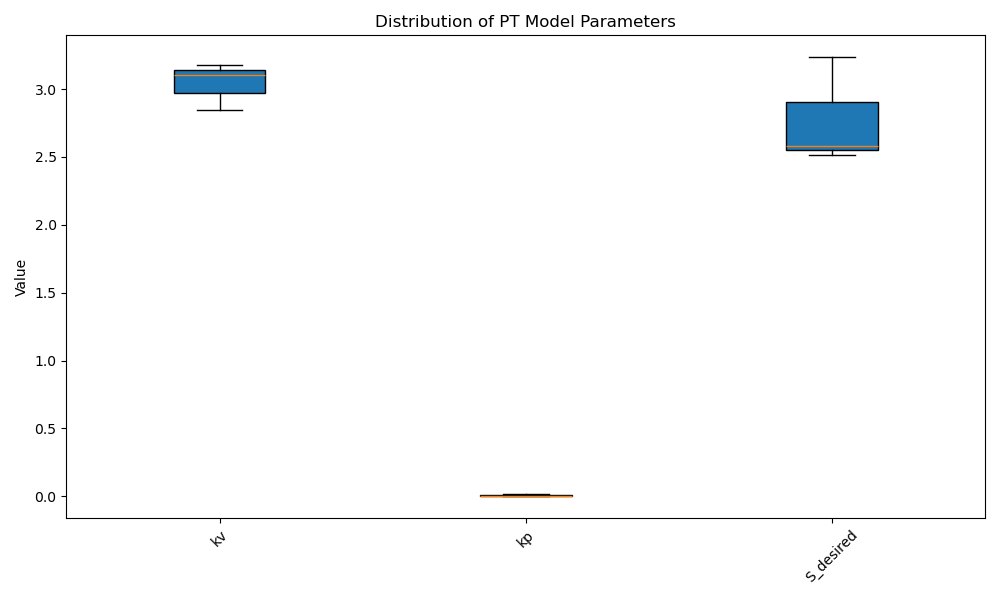 Distribution of PT Model Parameters
Value
3.0
2.5
2.0
1.5
1.0
0.5
0.0
kv
kp
S_desired